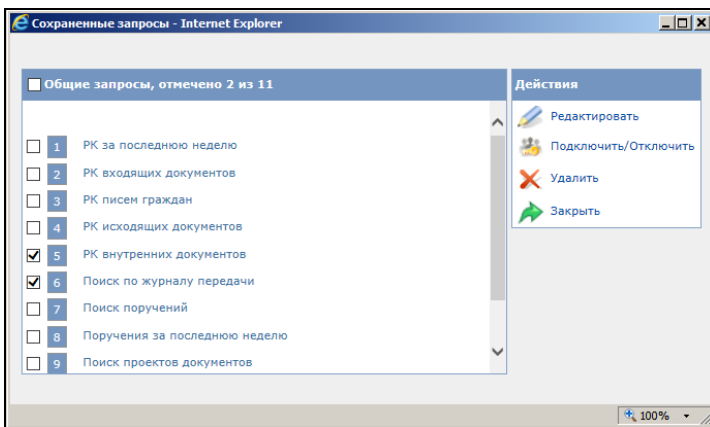 Сохраненные запросы - Internet Explorer
Общие запросы, отмечено 2 из 11
1 РК за последнюю неделю
2 РК входящих документов
3 РК писем граждан
4 РК исходящих документов
5 РК внутренних документов
6 Поиск по журналу передачи
7 Поиск поручений
8 Поручения за последнюю неделю
9 Поиск проектов документов
Действия
Редактировать
Подключить/Отключить
Удалить
Закрыть
100%